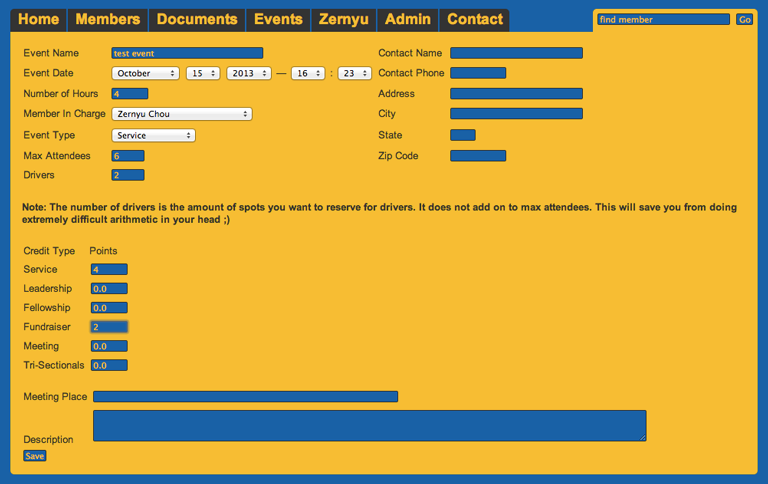 Home Members Documents Events Zernyu Admin Contact find member Go
Event Name test event Contact Name
Event Date October 15 2013 — 16 : 23 Contact Phone
Number of Hours 4 Address
Member In Charge Zernyu Chou City
Event Type Service State
Max Attendees 6 Zip Code
Drivers 2
Note: The number of drivers is the amount of spots you want to reserve for drivers. It does not add on to max attendees. This will save you from doing
extremely difficult arithmetic in your head ;)
Credit Type Points
Service 4
Leadership 0.0
Fellowship 0.0
Fundraiser 2
Meeting 0.0
Tri-Sectionals 0.0
Meeting Place
Description
Save